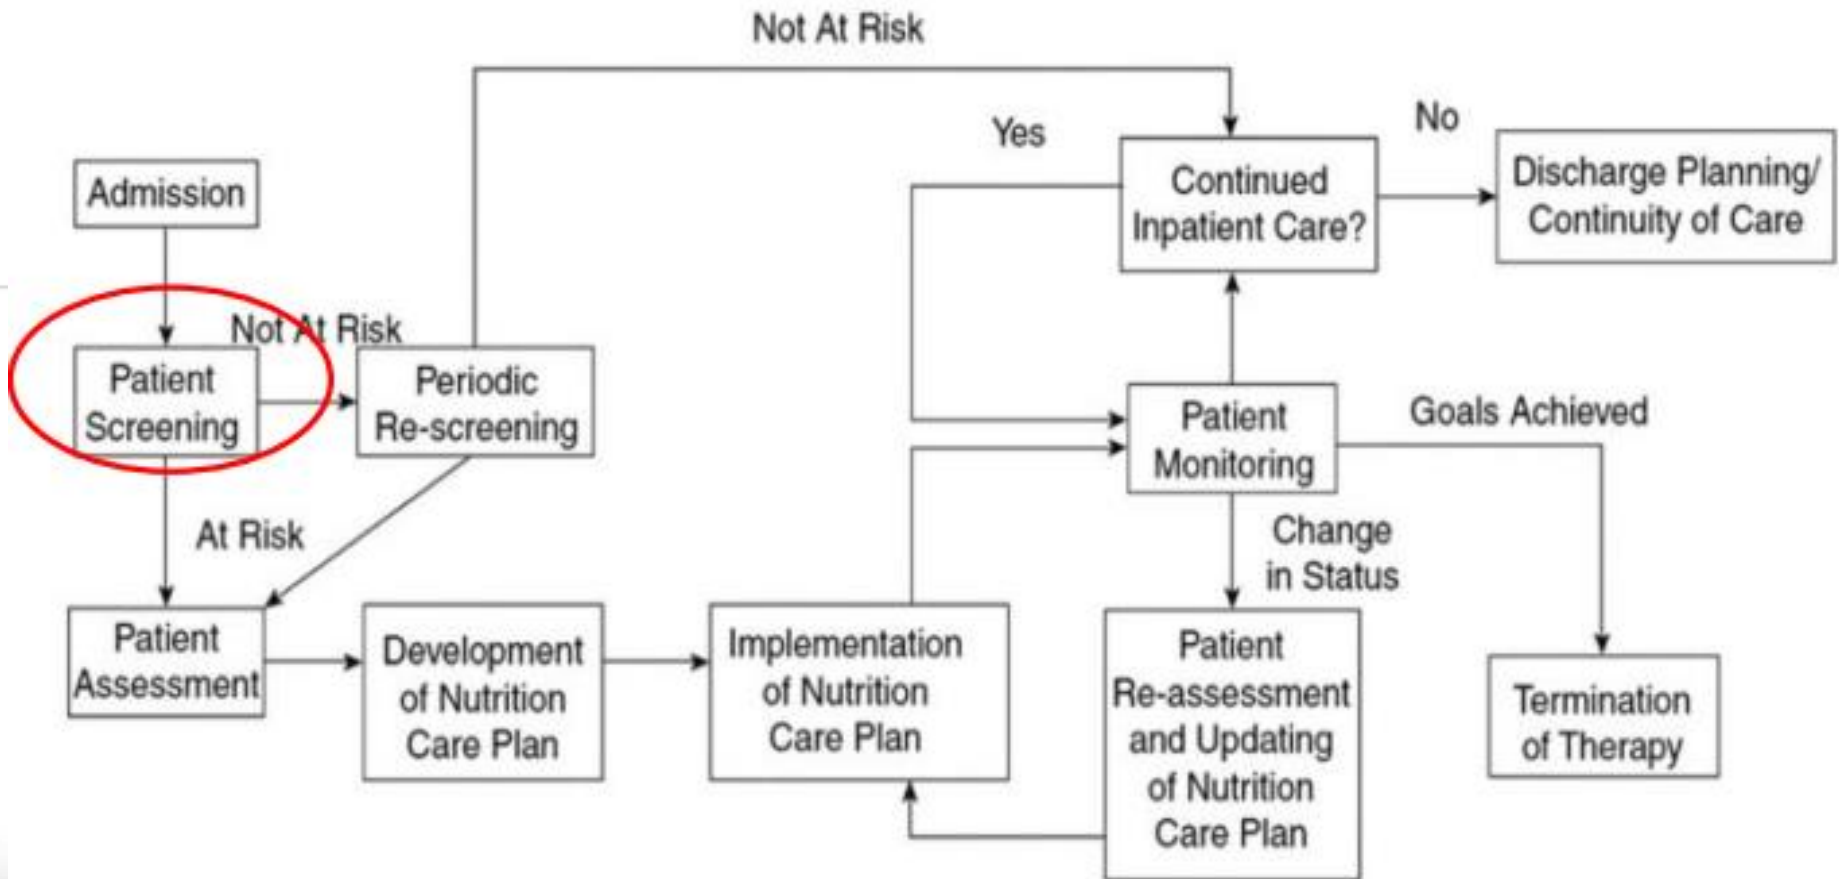 Not At Risk
Yes
No
Admission
Continued
Inpatient Care?
Discharge Planning/
Continuity of Care
Not At Risk
Patient
Screening
Periodic
Re-screening
Patient
Monitoring
Goals Achieved
At Risk
Change
in Status
Patient
Assessment
Development
of Nutrition
Care Plan
Implementation
of Nutrition
Care Plan
Patient
Re-assessment
and Updating
of Nutrition
Care Plan
Termination
of Therapy